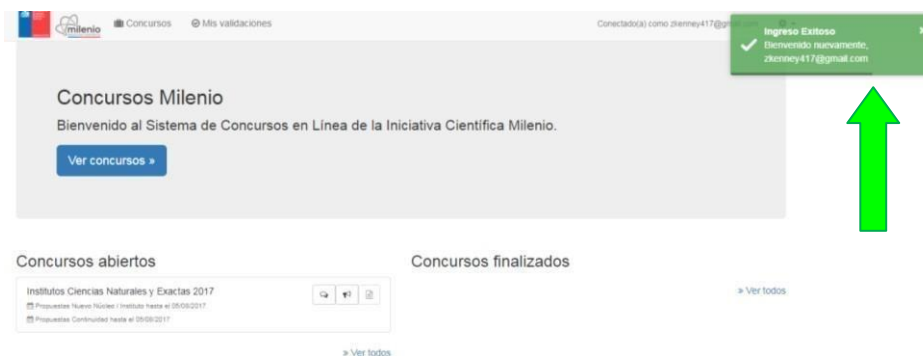 milenio
Concursos
Mis validaciones
Conectado(a) como zkenney417@
Ingreso Exitoso
Bienvenido nuevamente,
zkenney417@gmail.com
Concursos Milenio
Bienvenido al Sistema de Concursos en Línea de la Iniciativa Científica Milenio.
Ver concursos »
Concursos abiertos
Institutos Ciencias Naturales y Exactas 2017
Propuestas Nuevo Núcleo / Instituto hasta el 05/08/2017
Propuestas Continuidad hasta el 05/08/2017
» Ver todos
Concursos finalizados
» Ver todos